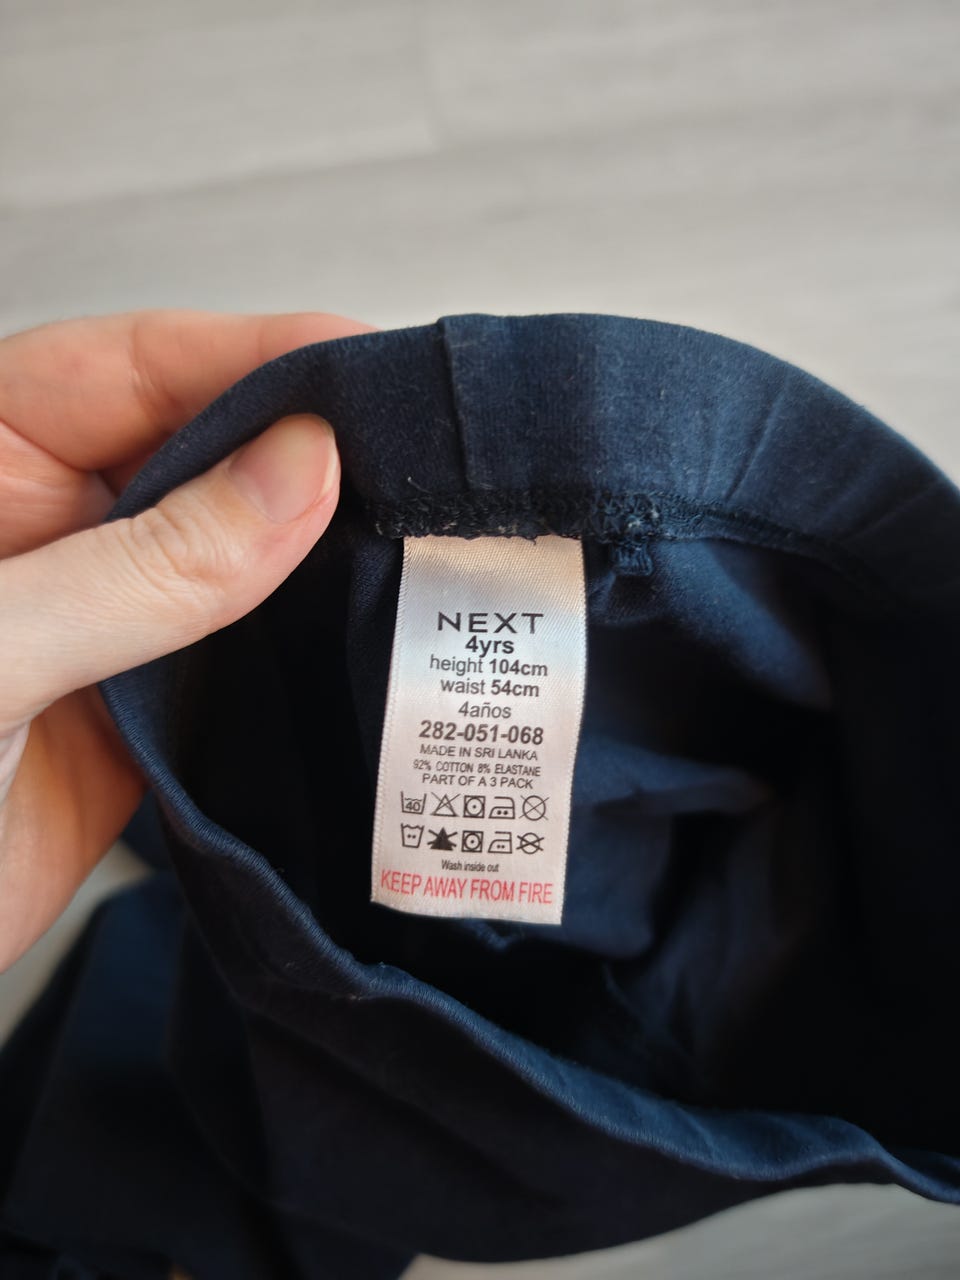 NEXT
4yrs
height 104cm
waist 54cm
4años
282-051-068
MADE IN SRI LANKA
92% COTTON 8% ELASTANE
PART OF A 3 PACK
40
Wash inside out
KEEP AWAY FROM FIRE